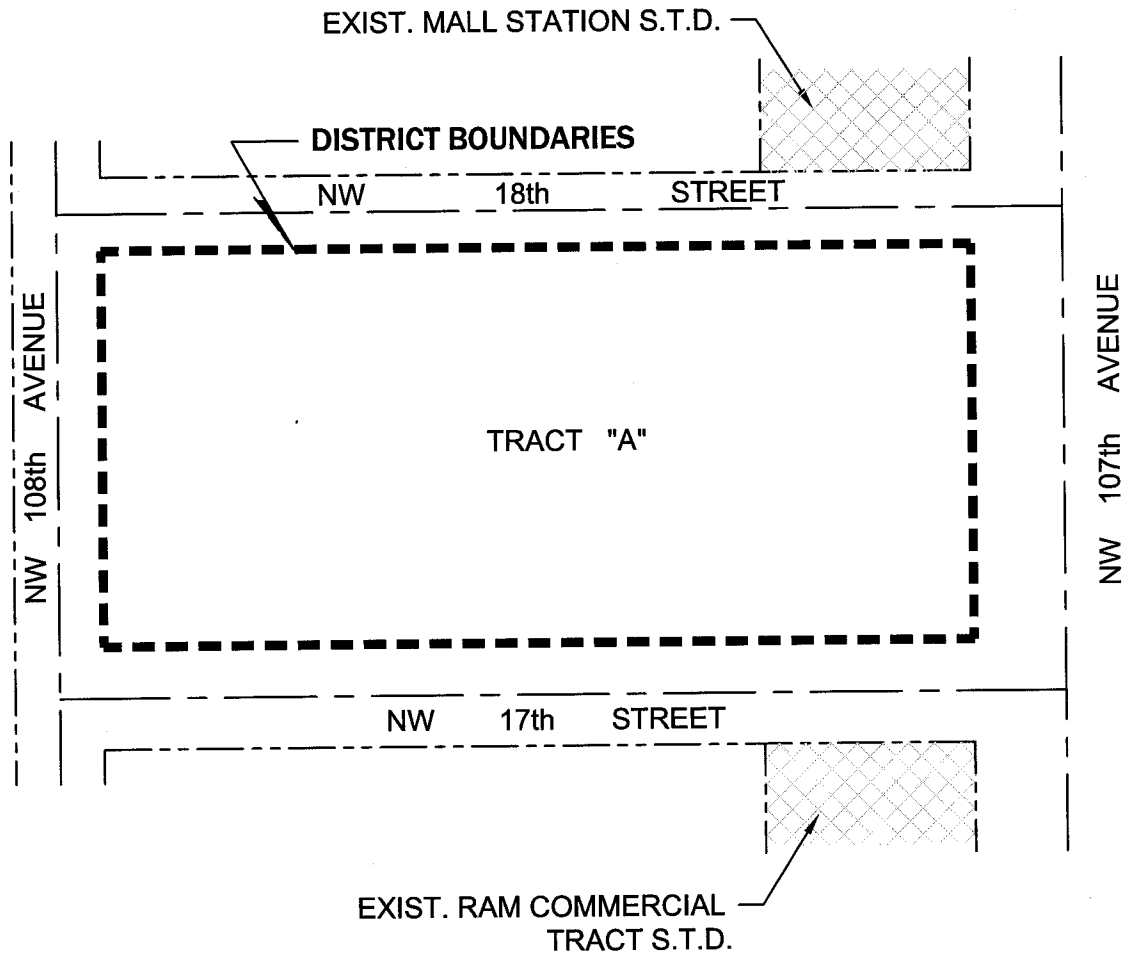 EXIST. MALL STATION S.T.D.
DISTRICT BOUNDARIES
NW 18th STREET
NW 108th AVENUE
TRACT "A"
NW 107th AVENUE
NW 17th STREET
EXIST. RAM COMMERCIAL
TRACT S.T.D.